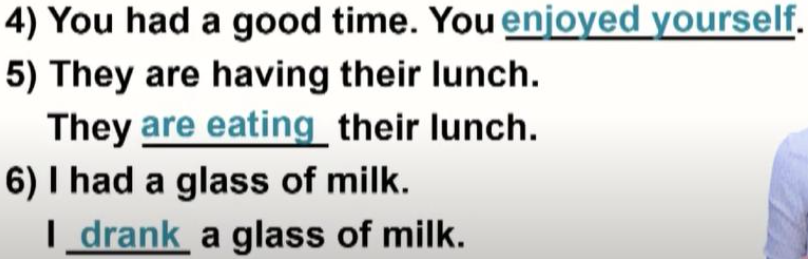 4) You had a good time. You enjoyed yourself.
5) They are having their lunch.
They are eating their lunch.
6) I had a glass of milk.
I drank a glass of milk.